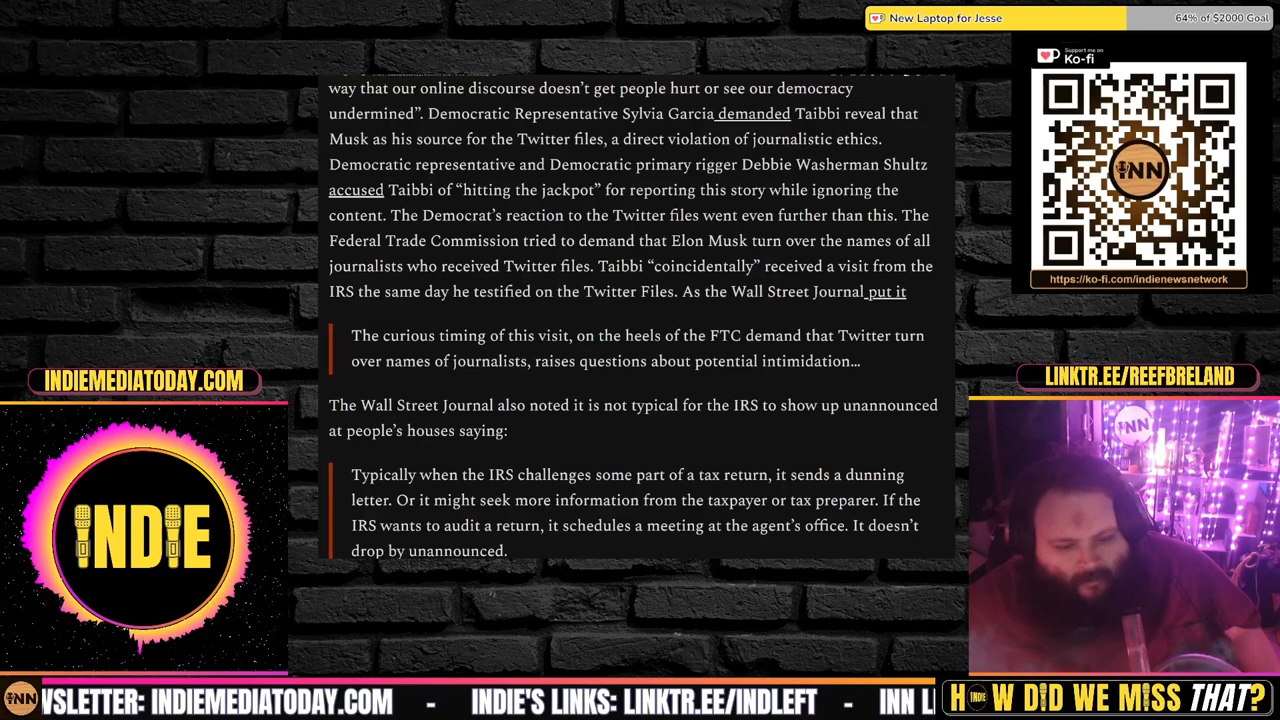 New Laptop for Jesse
64% of $2000 Goal
Support me on
Ko-fi
way that our online discourse doesn't get people hurt or see our democracy
undermined”. Democratic Representative Sylvia Garcia demanded Taibbi reveal that
Musk as his source for the Twitter files, a direct violation of journalistic ethics.
Democratic representative and Democratic primary rigger Debbie Washerman Shultz
accused Taibbi of “hitting the jackpot” for reporting this story while ignoring the
content. The Democrat's reaction to the Twitter files went even further than this. The
Federal Trade Commission tried to demand that Elon Musk turn over the names of all
journalists who received Twitter files. Taibbi “coincidentally” received a visit from the
IRS the same day he testified on the Twitter Files. As the Wall Street Journal put it
The curious timing of this visit, on the heels of the FTC demand that Twitter turn
over names of journalists, raises questions about potential intimidation…
The Wall Street Journal also noted it is not typical for the IRS to show up unannounced
at people's houses saying:
Typically when the IRS challenges some part of a tax return, it sends a dunning
letter. Or it might seek more information from the taxpayer or tax preparer. If the
IRS wants to audit a return, it schedules a meeting at the agent's office. It doesn't
drop by unannounced.
INN
https://ko-fi.com/indienewsnetwork
INDIEMEDIATODAY.COM
LINKTR.EE/REEFBRELAND
INDIE
INN
INN
WSLETTER: INDIEMEDIATODAY.COM - INDIE'S LINKS: LINKTR.EE/INDLEFT - INN L
HOW DID WE MISS THAT?
INDIE